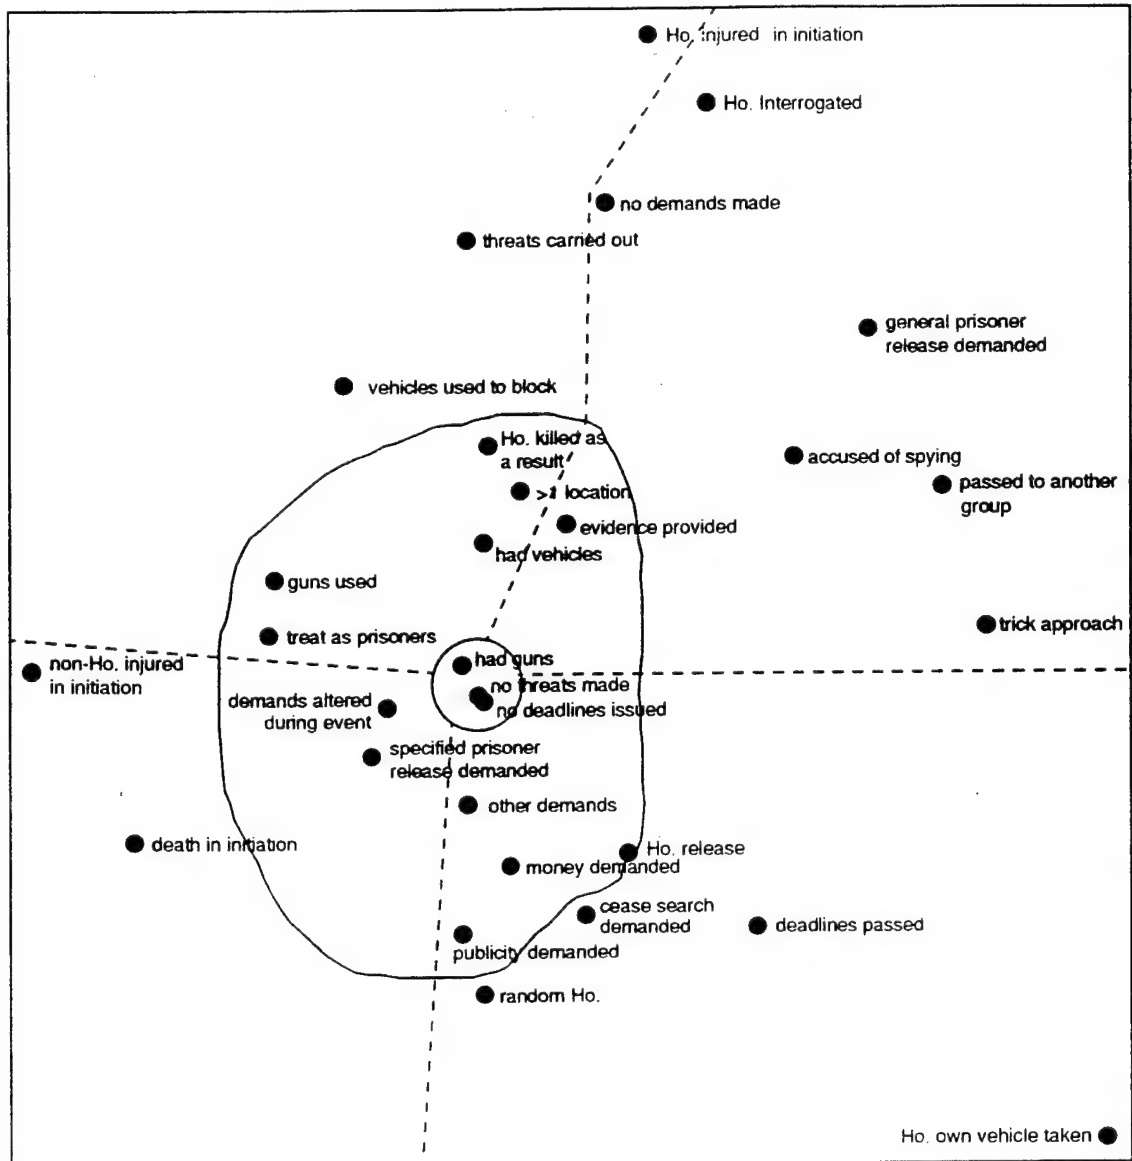 Ho. injured in initiation
Ho. Interrogated
no demands made
threats carried out
general prisoner
release demanded
vehicles used to block
Ho. killed as
a result
accused of spying
>1 location
passed to another
group
evidence provided
had vehicles
guns used
trick approach
treat as prisoners
non-Ho. injured
in initiation
had guns
no threats made
no deadlines issued
demands altered
during event
specified prisoner
release demanded
other demands
death in initiation
Ho. release
money demanded
cease search
demanded
deadlines passed
publicity demanded
random Ho.
Ho. own vehicle taken